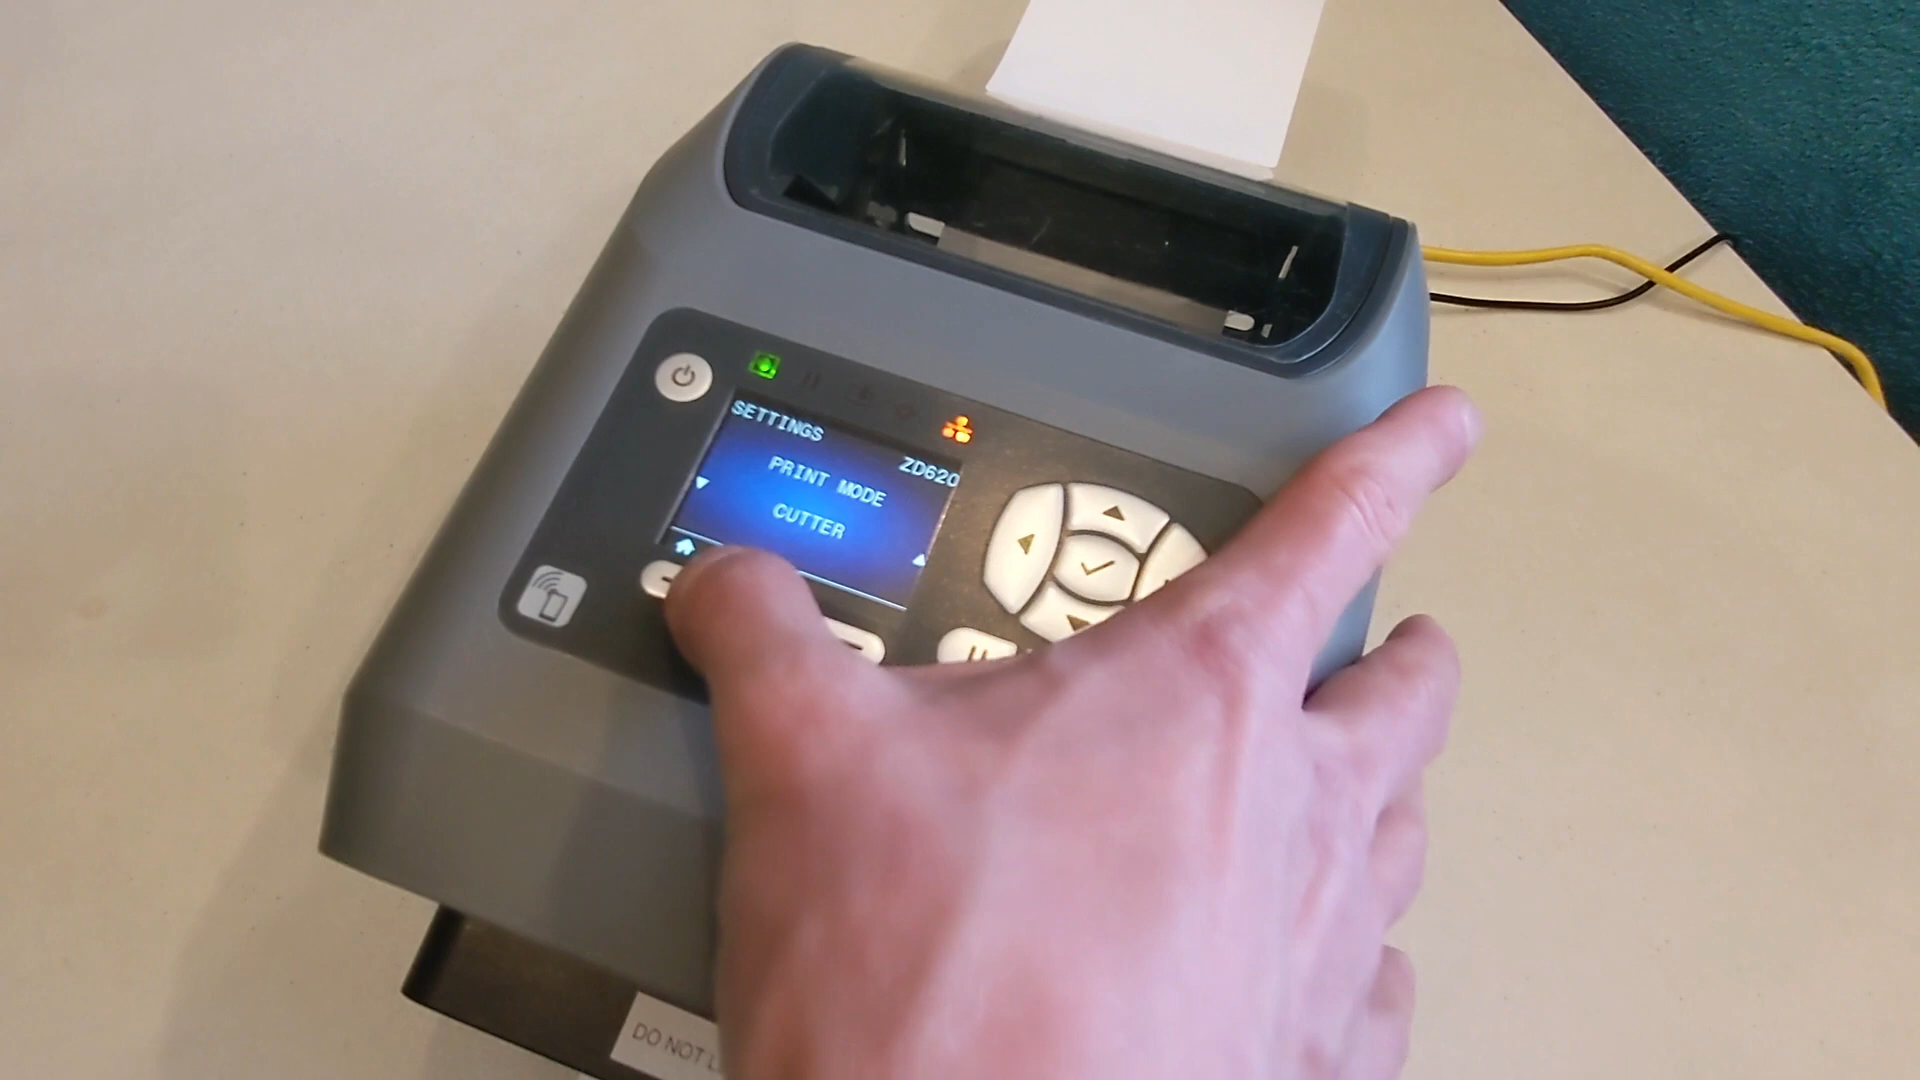 SETTINGS
ZD620
PRINT MODE
CUTTER
DO NOT